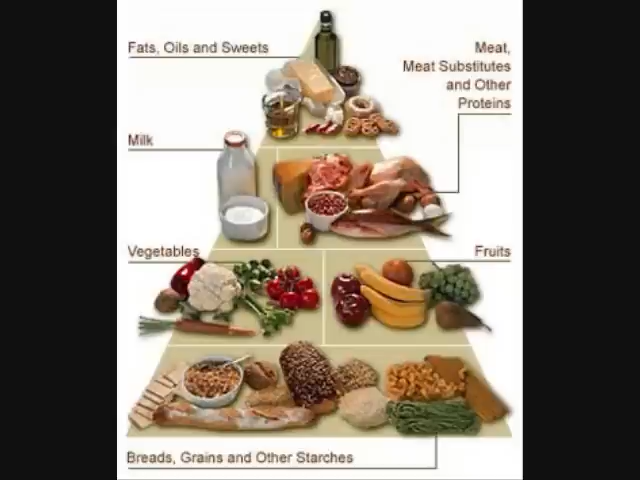 Fats, Oils and Sweets
Meat,
Meat Substitutes
and Other
Proteins
Milk
Vegetables
Fruits
Breads, Grains and Other Starches